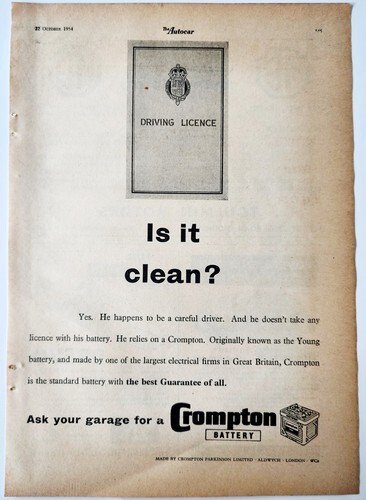 22 October 1954
The Autocar
DRIVING LICENCE
Is it
clean?
Yes. He happens to be a careful driver. And he doesn't take any
licence with his battery. He relies on a Crompton. Originally known as the Young
battery, and made by one of the largest electrical firms in Great Britain, Crompton
is the standard battery with the best Guarantee of all.
Ask your garage for a Crompton
BATTERY
MADE BY CROMPTON PARKINSON LIMITED · ALDWYCH · LONDON · WC2